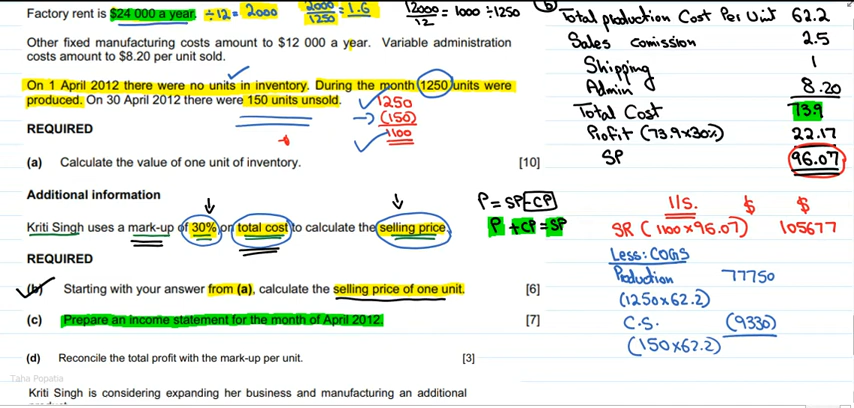 Factory rent is $24 000 a year. ÷12 = 2000 2000/1250 = 1.6 12000/12 = 1000 ÷1250
Other fixed manufacturing costs amount to $12 000 a year. Variable administration
costs amount to $8.20 per unit sold.
On 1 April 2012 there were no units in inventory. During the month 1250 units were
produced. On 30 April 2012 there were 150 units unsold.
1250
(150)
1100
REQUIRED
(a) Calculate the value of one unit of inventory. [10]
Additional information
Kriti Singh uses a mark-up of 30% on total cost to calculate the selling price.
REQUIRED
(b) Starting with your answer from (a), calculate the selling price of one unit. [6]
(c) Prepare an income statement for the month of April 2012. [7]
(d) Reconcile the total profit with the mark-up per unit. [3]
Taha Popatia
Kriti Singh is considering expanding her business and manufacturing an additional
P = SP - CP
P + CP = SP
(b)
Total production Cost Per Unit 62.2
Sales Comission 2.5
Shipping 1
Admin 8.20
Total Cost 73.9
Profit (73.9x30%) 22.17
SP 96.07
I/S. $ $
SR (1100x96.07) 105677
Less: COGS
Production 77750
(1250x62.2)
C.S. (9330)
(150x62.2)